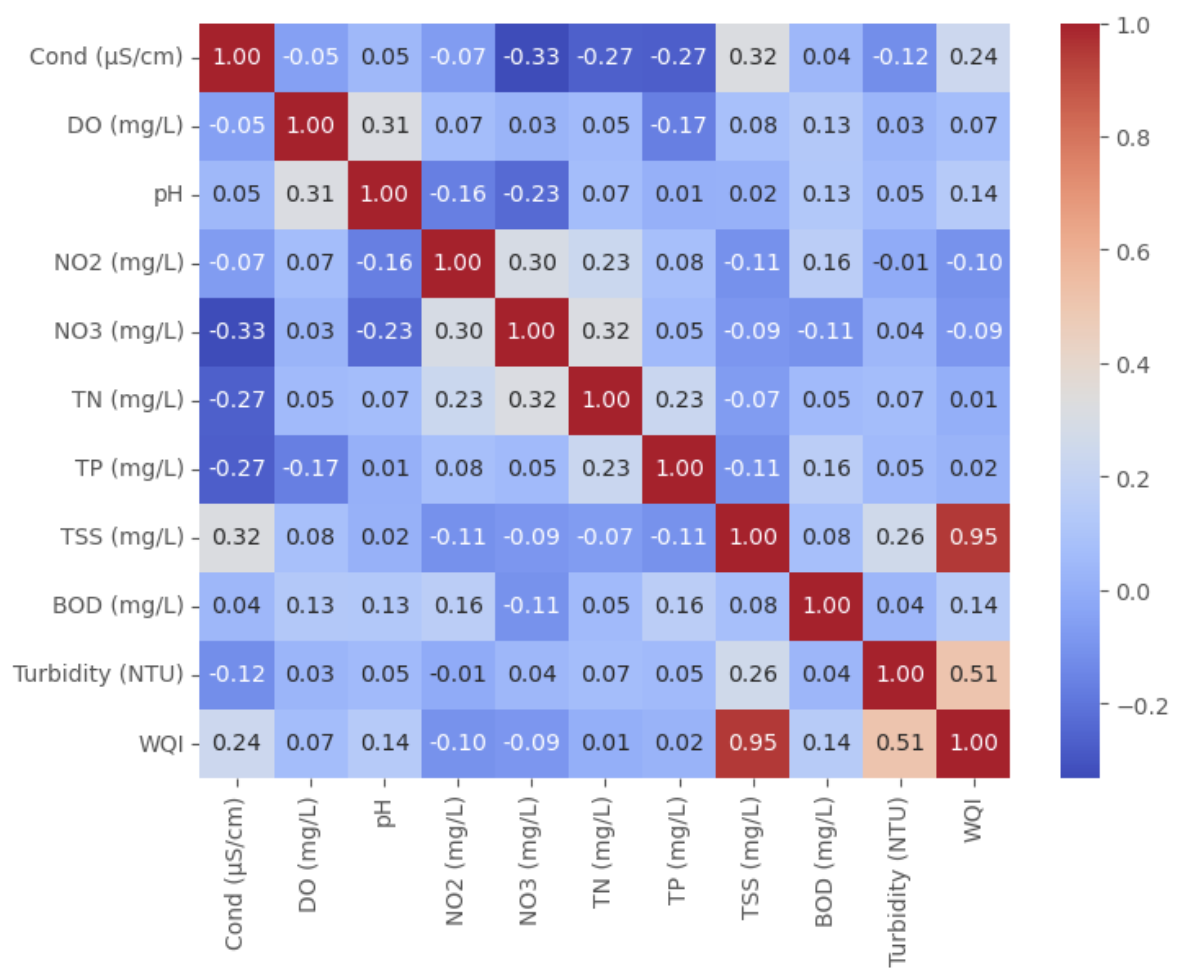 Cond (µS/cm) 1.00 -0.05 0.05 -0.07 -0.33 -0.27 -0.27 0.32 0.04 -0.12 0.24
DO (mg/L) -0.05 1.00 0.31 0.07 0.03 0.05 -0.17 0.08 0.13 0.03 0.07
pH 0.05 0.31 1.00 -0.16 -0.23 0.07 0.01 0.02 0.13 0.05 0.14
NO2 (mg/L) -0.07 0.07 -0.16 1.00 0.30 0.23 0.08 -0.11 0.16 -0.01 -0.10
NO3 (mg/L) -0.33 0.03 -0.23 0.30 1.00 0.32 0.05 -0.09 -0.11 0.04 -0.09
TN (mg/L) -0.27 0.05 0.07 0.23 0.32 1.00 0.23 -0.07 0.05 0.07 0.01
TP (mg/L) -0.27 -0.17 0.01 0.08 0.05 0.23 1.00 -0.11 0.16 0.05 0.02
TSS (mg/L) 0.32 0.08 0.02 -0.11 -0.09 -0.07 -0.11 1.00 0.08 0.26 0.95
BOD (mg/L) 0.04 0.13 0.13 0.16 -0.11 0.05 0.16 0.08 1.00 0.04 0.14
Turbidity (NTU) -0.12 0.03 0.05 -0.01 0.04 0.07 0.05 0.26 0.04 1.00 0.51
WQI 0.24 0.07 0.14 -0.10 -0.09 0.01 0.02 0.95 0.14 0.51 1.00
Cond (µS/cm)
DO (mg/L)
pH
NO2 (mg/L)
NO3 (mg/L)
TN (mg/L)
TP (mg/L)
TSS (mg/L)
BOD (mg/L)
Turbidity (NTU)
WQI
1.0
0.8
0.6
0.4
0.2
0.0
−0.2